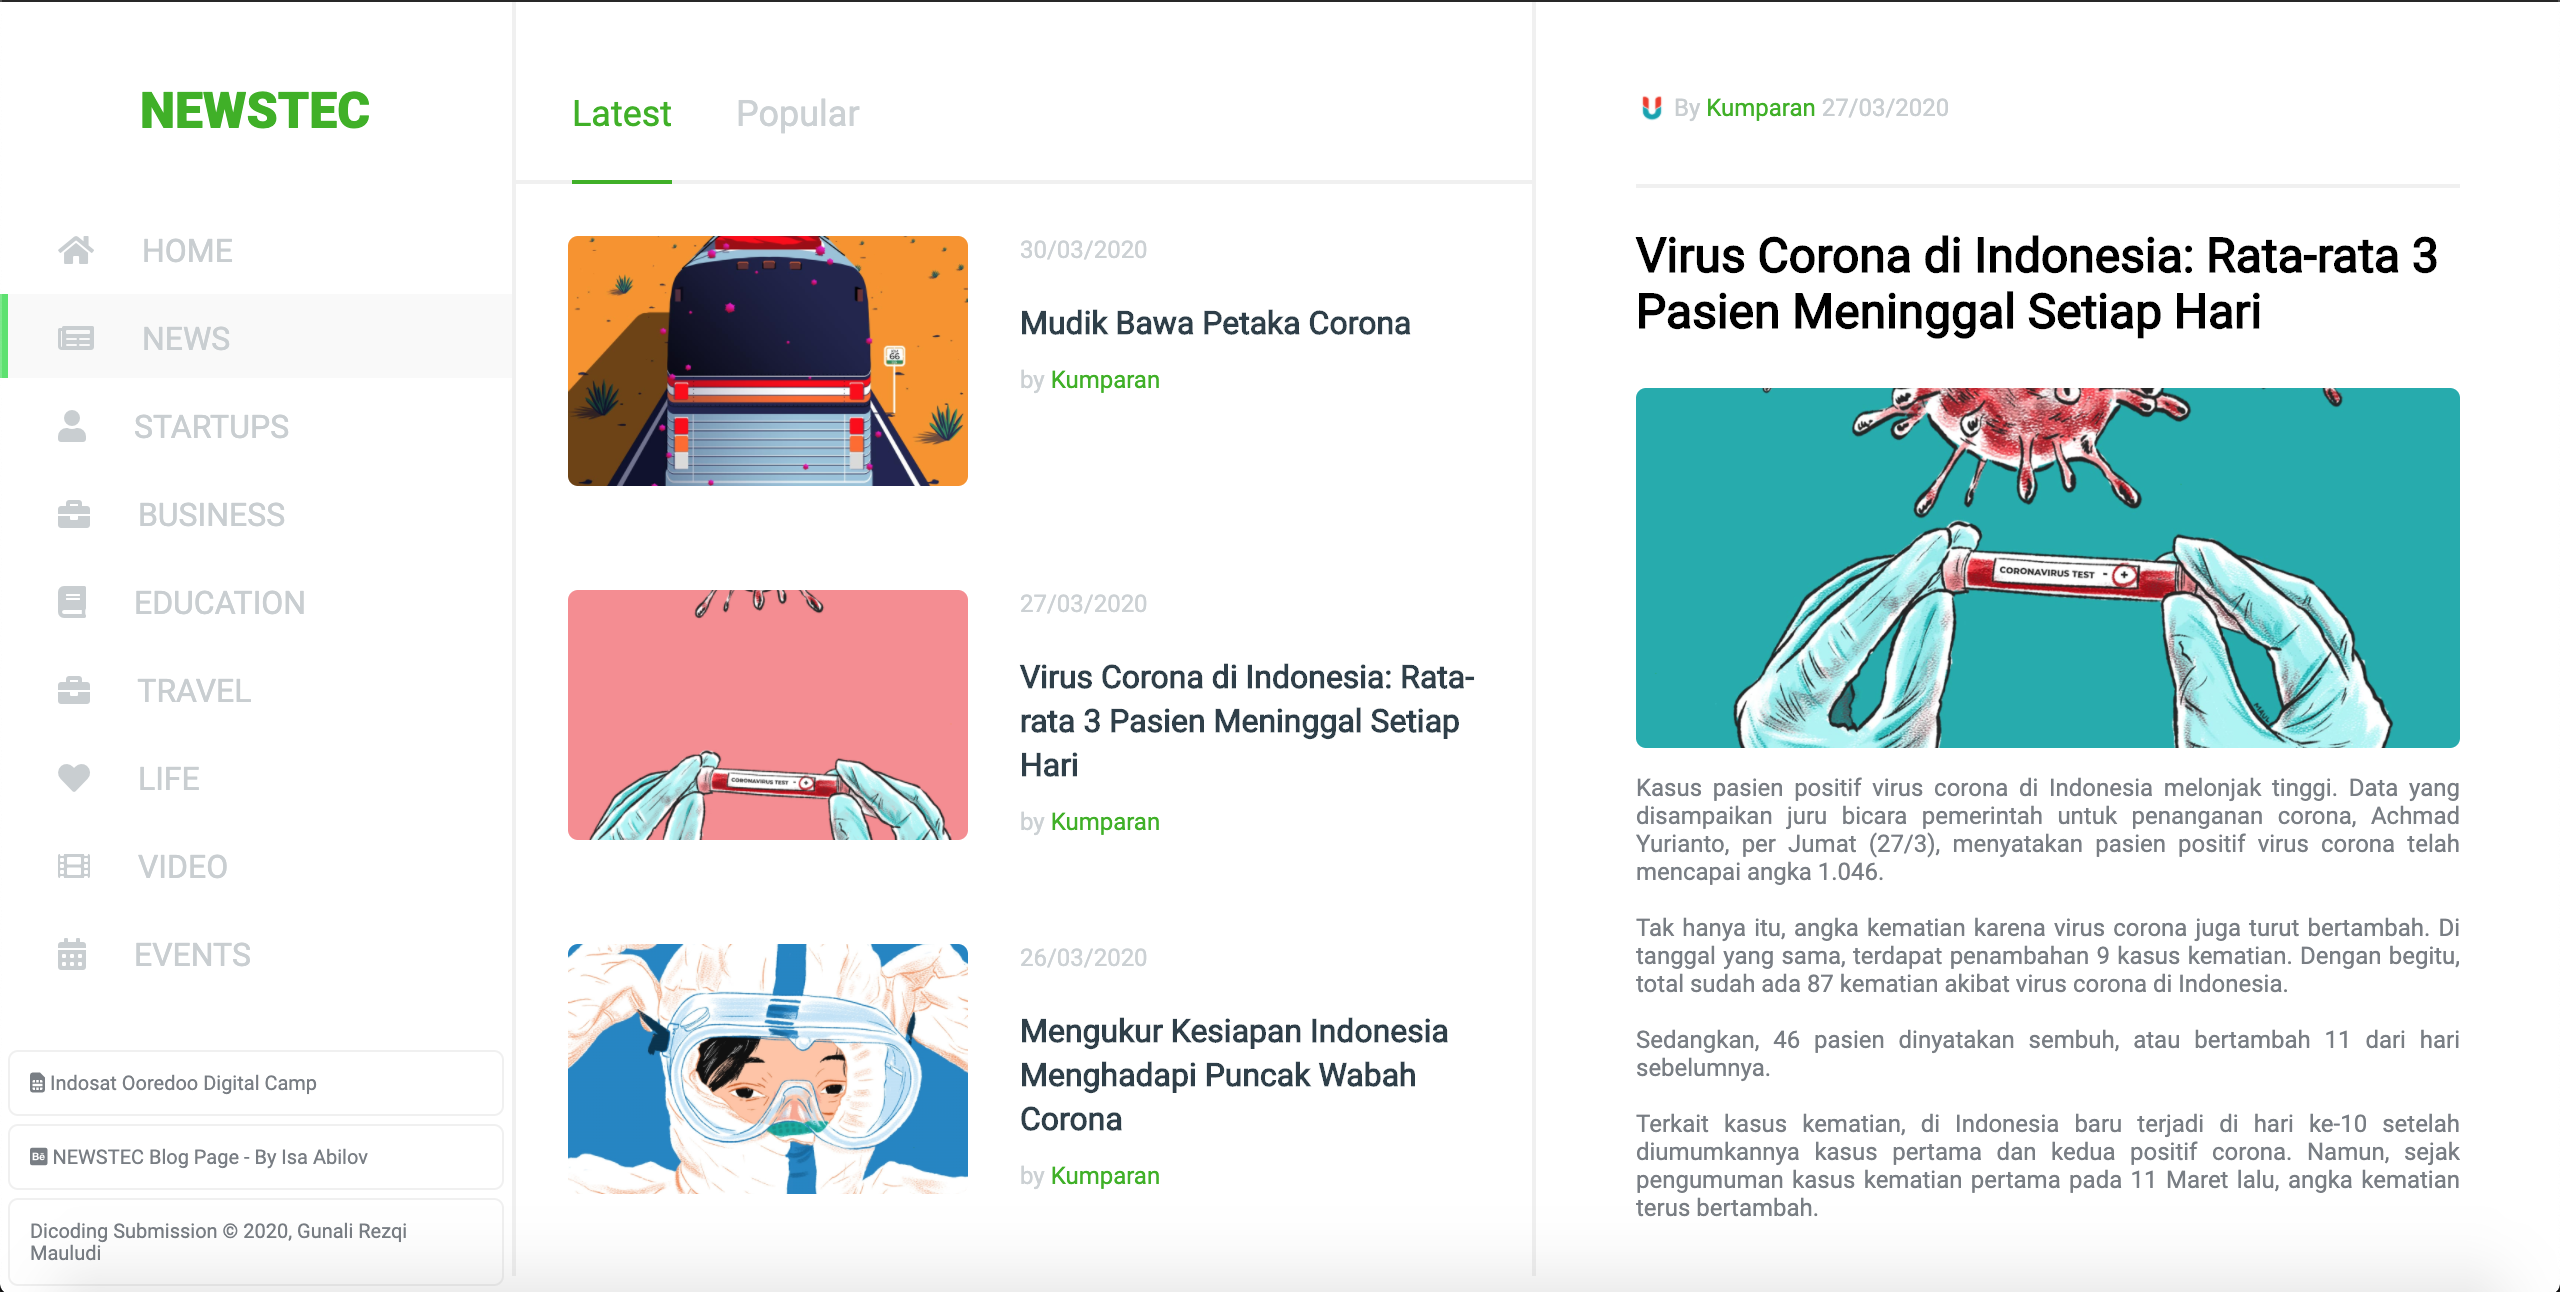 NEWSTEC
HOME
NEWS
STARTUPS
BUSINESS
EDUCATION
TRAVEL
LIFE
VIDEO
EVENTS
Indosat Ooredoo Digital Camp
Bē NEWSTEC Blog Page - By Isa Abilov
Dicoding Submission © 2020, Gunali Rezqi
Mauludi
Latest Popular
66
30/03/2020
Mudik Bawa Petaka Corona
by Kumparan
CORONAVIRUS TEST - +
27/03/2020
Virus Corona di Indonesia: Rata-
rata 3 Pasien Meninggal Setiap
Hari
by Kumparan
26/03/2020
Mengukur Kesiapan Indonesia
Menghadapi Puncak Wabah
Corona
by Kumparan
By Kumparan 27/03/2020
Virus Corona di Indonesia: Rata-rata 3
Pasien Meninggal Setiap Hari
CORONAVIRUS TEST - +
Kasus pasien positif virus corona di Indonesia melonjak tinggi. Data yang
disampaikan juru bicara pemerintah untuk penanganan corona, Achmad
Yurianto, per Jumat (27/3), menyatakan pasien positif virus corona telah
mencapai angka 1.046.
Tak hanya itu, angka kematian karena virus corona juga turut bertambah. Di
tanggal yang sama, terdapat penambahan 9 kasus kematian. Dengan begitu,
total sudah ada 87 kematian akibat virus corona di Indonesia.
Sedangkan, 46 pasien dinyatakan sembuh, atau bertambah 11 dari hari
sebelumnya.
Terkait kasus kematian, di Indonesia baru terjadi di hari ke-10 setelah
diumumkannya kasus pertama dan kedua positif corona. Namun, sejak
pengumuman kasus kematian pertama pada 11 Maret lalu, angka kematian
terus bertambah.